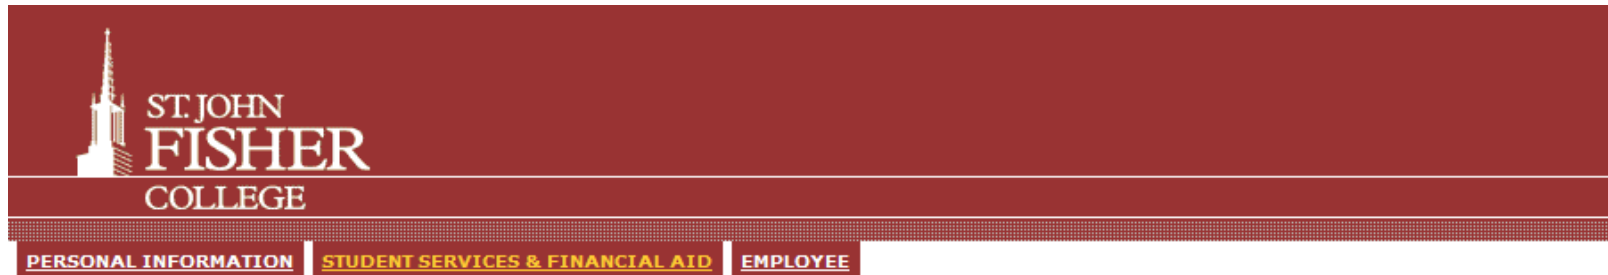 ST. JOHN
FISHER
COLLEGE
PERSONAL INFORMATION STUDENT SERVICES & FINANCIAL AID EMPLOYEE